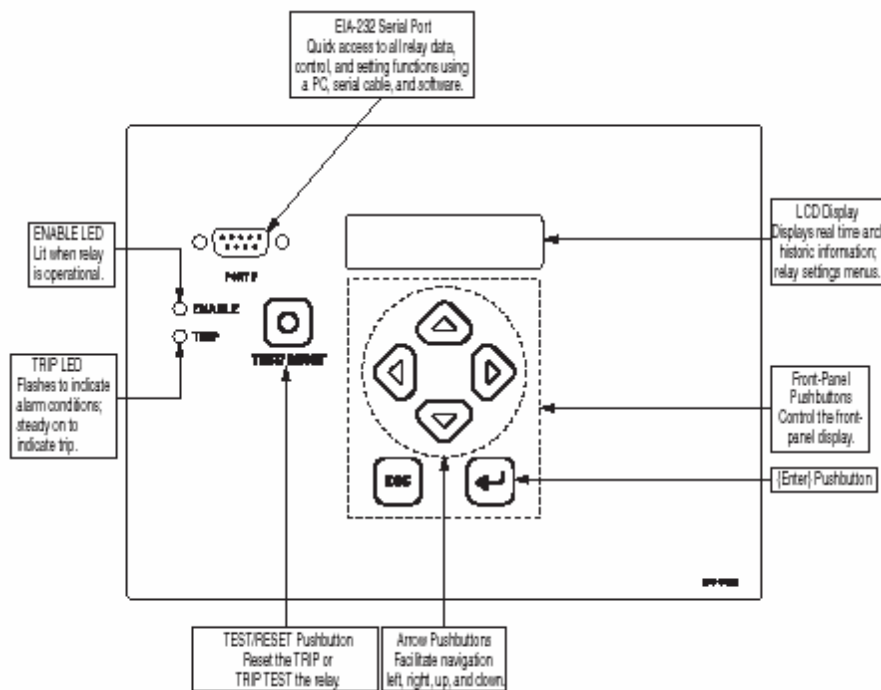 EIA-232 Serial Port
Quick access to all relay data,
control, and setting functions using
a PC, serial cable, and software.
LCD Display
Displays real time and
historic information;
relay settings menus.
ENABLE LED
Lit when relay
is operational.
PORT F
ENABLE
TRIP
TEST/RESET
TRIP LED
Flashes to indicate
alarm conditions;
steady on to
indicate trip.
Front-Panel
Pushbuttons
Control the front-
panel display.
ESC
{Enter} Pushbutton
TEST/RESET Pushbutton
Reset the TRIP or
TRIP TEST the relay.
Arrow Pushbuttons
Facilitate navigation
left, right, up, and down.